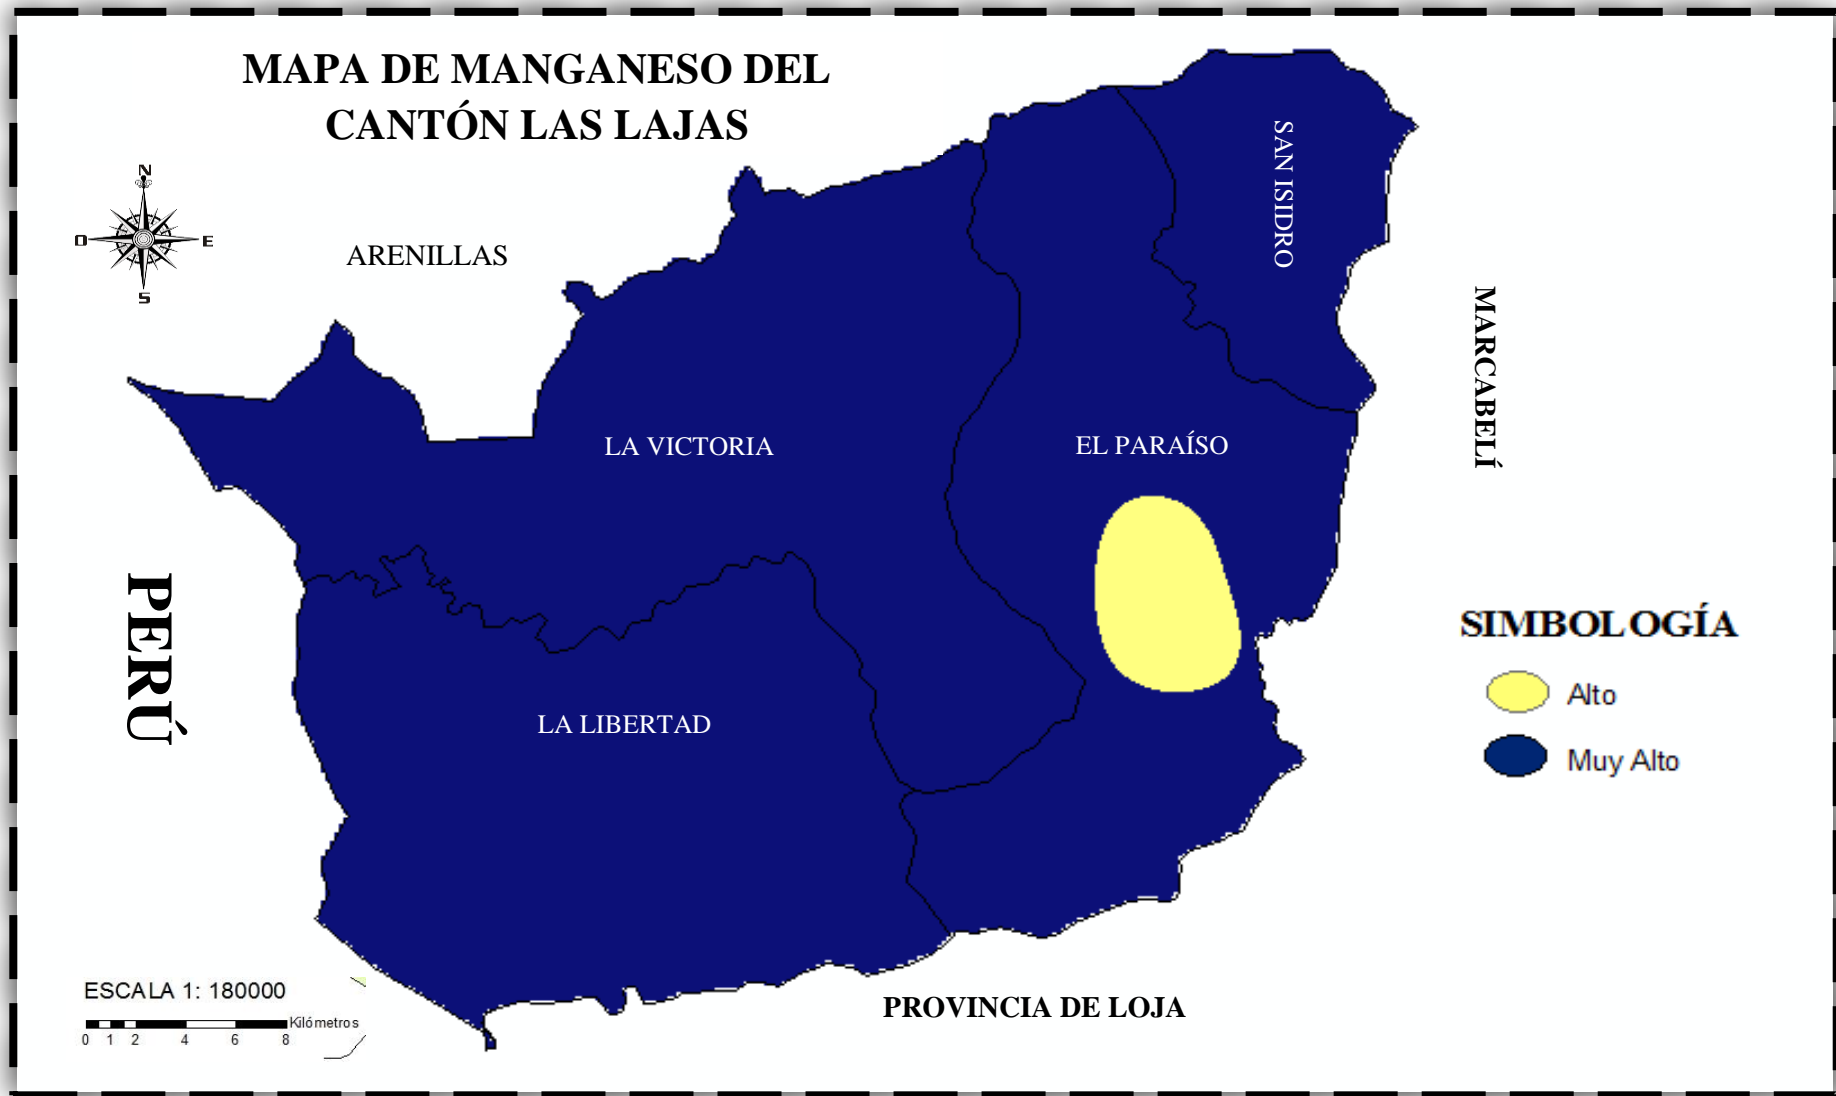 MAPA DE MANGANESO DEL
CANTÓN LAS LAJAS
N
O
E
S
ARENILLAS
SAN ISIDRO
MARCABELÍ
LA VICTORIA
EL PARAÍSO
PERÚ
LA LIBERTAD
SIMBOLOGÍA
Alto
Muy Alto
ESCALA 1: 180000
Kilómetros
0 1 2 4 6 8
PROVINCIA DE LOJA